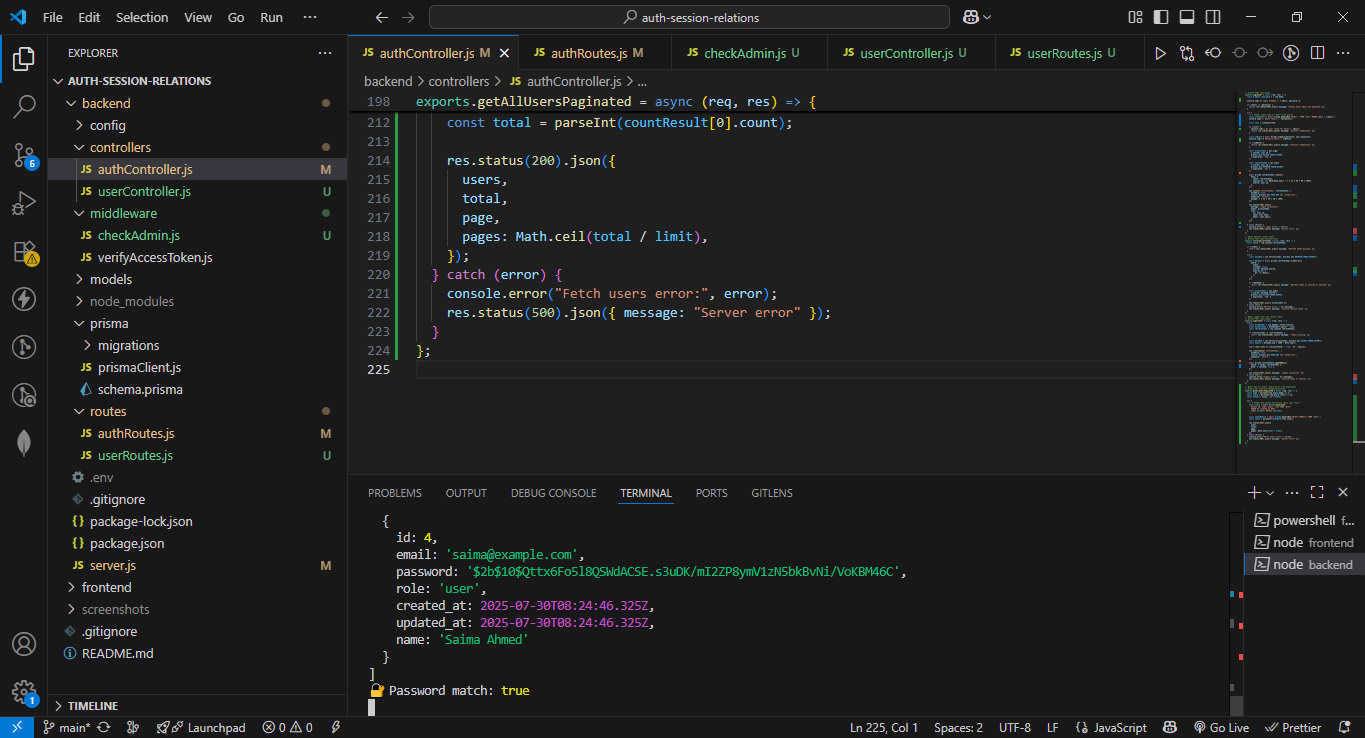 File Edit Selection View Go Run ··· auth-session-relations
EXPLORER ···
AUTH-SESSION-RELATIONS
backend
config
controllers
JS authController.js M
JS userController.js U
middleware
JS checkAdmin.js U
JS verifyAccessToken.js
models
node_modules
prisma
migrations
JS prismaClient.js
schema.prisma
routes
JS authRoutes.js M
JS userRoutes.js U
.env
.gitignore
{} package-lock.json
{} package.json
JS server.js M
frontend
screenshots
.gitignore
README.md
TIMELINE
6
1
JS authController.js M JS authRoutes.js M JS checkAdmin.js U JS userController.js U JS userRoutes.js U ···
backend > controllers > JS authController.js > ...
198 exports.getAllUsersPaginated = async (req, res) => {
212 const total = parseInt(countResult[0].count);
213
214 res.status(200).json({
215 users,
216 total,
217 page,
218 pages: Math.ceil(total / limit),
219 });
220 } catch (error) {
221 console.error("Fetch users error:", error);
222 res.status(500).json({ message: "Server error" });
223 }
224 };
225
PROBLEMS OUTPUT DEBUG CONSOLE TERMINAL PORTS GITLENS ···
{
id: 4,
email: 'saima@example.com',
password: '$2b$10$Qttx6Fo5l8QSWdACSE.s3uDK/mI2ZP8ymV1zN5bkBvNi/VoKBM46C',
role: 'user',
created_at: 2025-07-30T08:24:46.325Z,
updated_at: 2025-07-30T08:24:46.325Z,
name: 'Saima Ahmed'
}
]
Password match: true
powershell f...
node frontend
node backend
main* Launchpad 0 0 Ln 225, Col 1 Spaces: 2 UTF-8 LF {} JavaScript Go Live Prettier